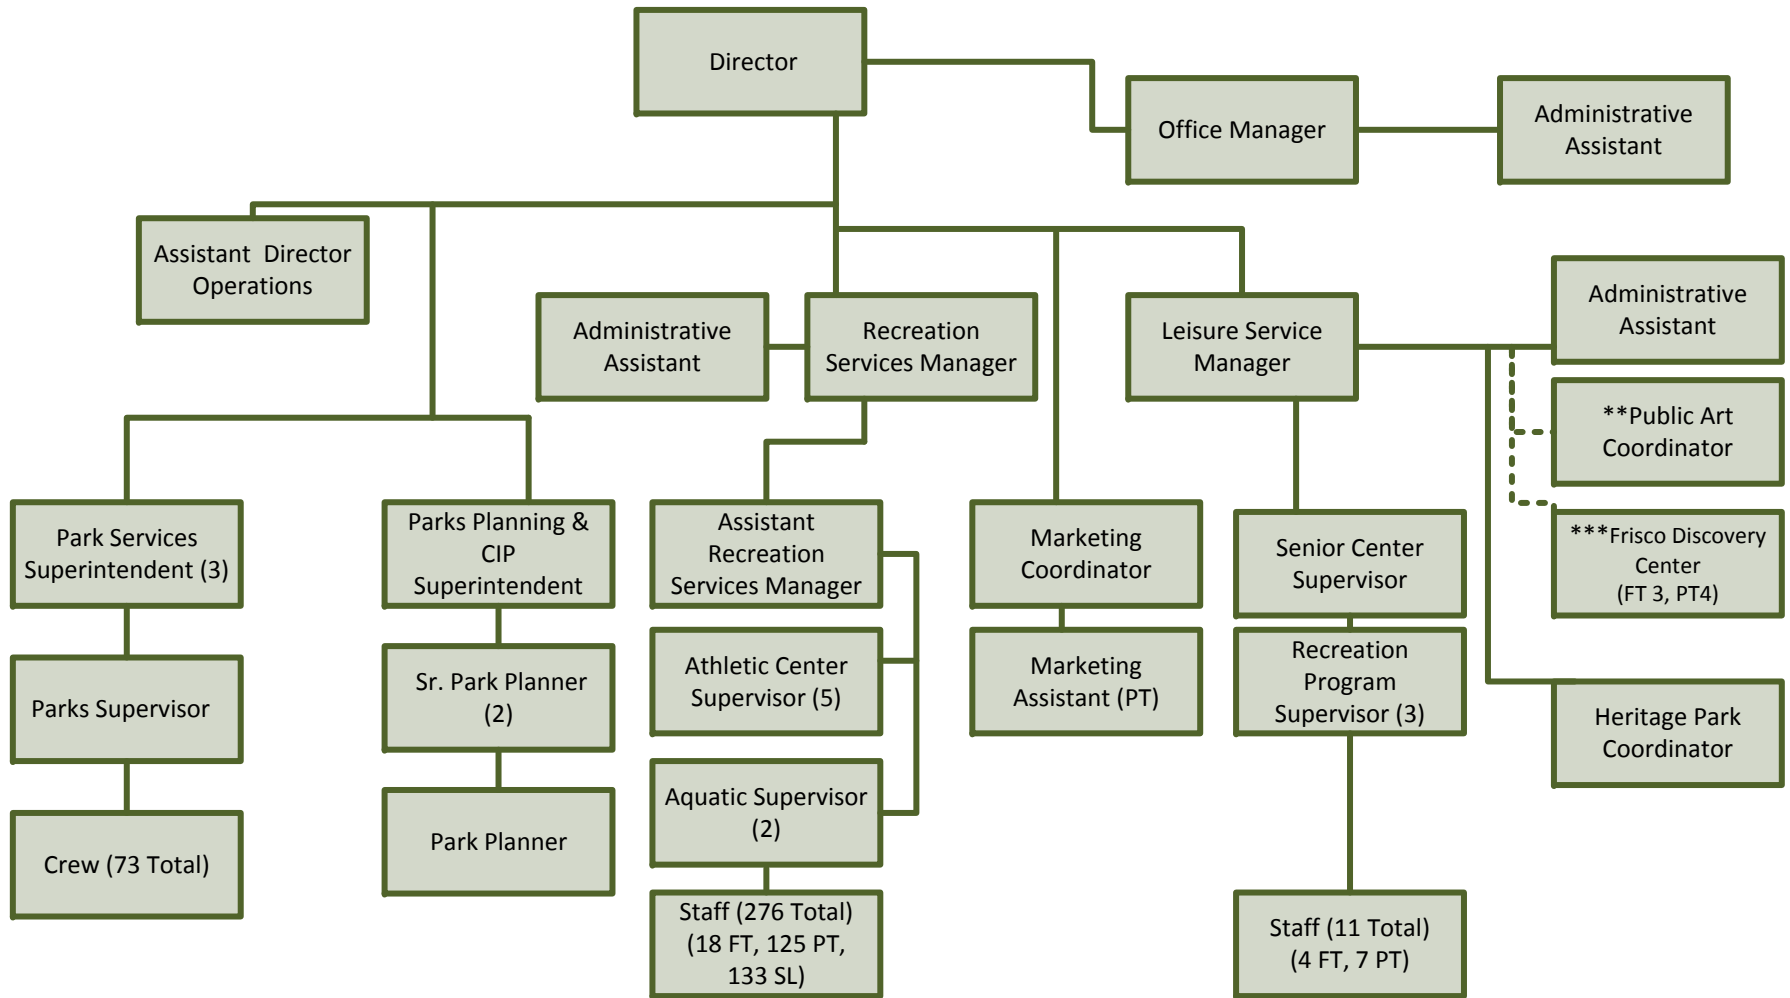 Director
Office Manager
Administrative
Assistant
Assistant Director
Operations
Administrative
Assistant
Recreation
Services Manager
Leisure Service
Manager
Administrative
Assistant
**Public Art
Coordinator
***Frisco Discovery
Center
(FT 3, PT4)
Heritage Park
Coordinator
Park Services
Superintendent (3)
Parks Planning &
CIP
Superintendent
Assistant
Recreation
Services Manager
Marketing
Coordinator
Senior Center
Supervisor
Parks Supervisor
Sr. Park Planner
(2)
Athletic Center
Supervisor (5)
Marketing
Assistant (PT)
Recreation
Program
Supervisor (3)
Crew (73 Total)
Park Planner
Aquatic Supervisor
(2)
Staff (276 Total)
(18 FT, 125 PT,
133 SL)
Staff (11 Total)
(4 FT, 7 PT)